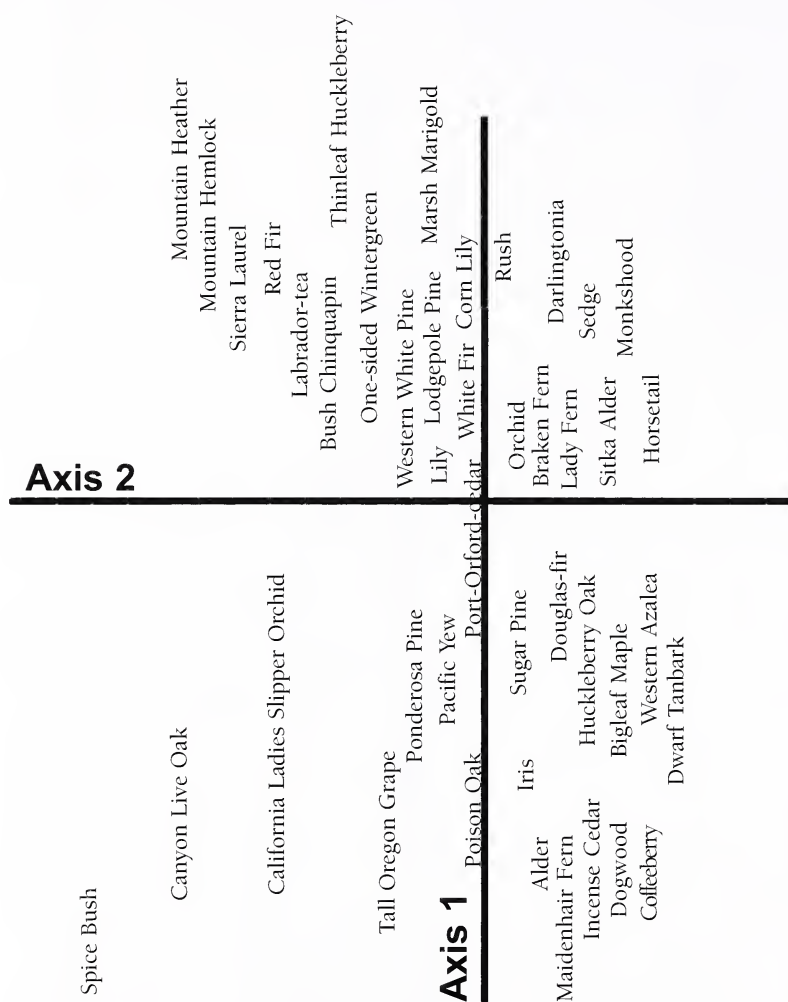 Axis 2
Spice Bush
Canyon Live Oak
Mountain Heather
Mountain Hemlock
Sierra Laurel
California Ladies Slipper Orchid
Red Fir
Labrador-tea
Bush Chinquapin
Thinleaf Huckleberry
One-sided Wintergreen
Tall Oregon Grape
Western White Pine
Ponderosa Pine
Lily
Lodgepole Pine
Marsh Marigold
Pacific Yew
Axis 1
Poison Oak
Port-Orford-cedar
White Fir
Corn Lily
Rush
Sugar Pine
Orchid
Iris
Braken Fern
Alder
Darlingtonia
Douglas-fir
Lady Fern
Maidenhair Fern
Sedge
Huckleberry Oak
Incense Cedar
Sitka Alder
Bigleaf Maple
Dogwood
Monkshood
Western Azalea
Coffeeberry
Horsetail
Dwarf Tanbark